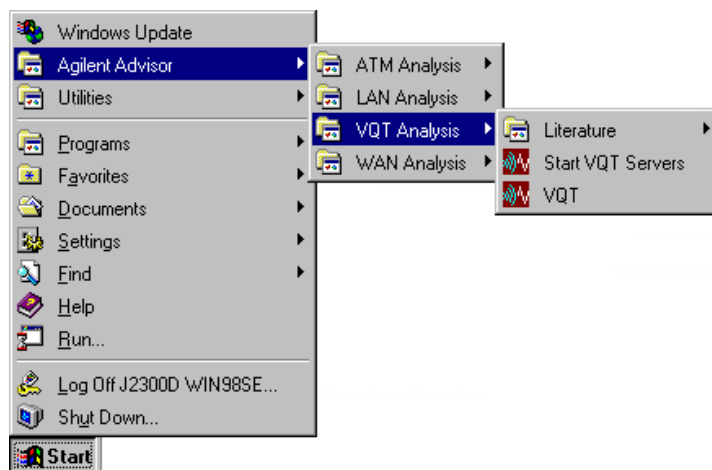 Windows Update
Agilent Advisor
Utilities
Programs
Favorites
Documents
Settings
Find
Help
Run...
Log Off J2300D WIN98SE...
Shut Down...
Start
ATM Analysis
LAN Analysis
VQT Analysis
WAN Analysis
Literature
Start VQT Servers
VQT